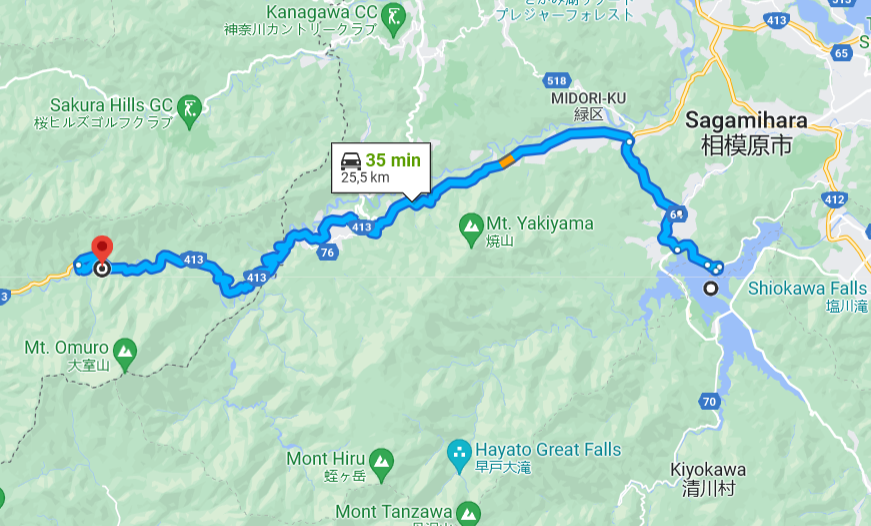 Kanagawa CC
神奈川カントリークラブ
プレジャーフォレスト
413
65
518
MIDORI-KU
緑区
Sagamihara
相模原市
Sakura Hills GC
桜ヒルズゴルフクラブ
35 min
25,5 km
412
413
76
Mt. Yakiyama
焼山
413
413
3
Shiokawa Falls
塩川滝
Mt. Omuro
大室山
70
Hayato Great Falls
早戸大滝
Mont Hiru
蛭ヶ岳
Kiyokawa
清川村
Mont Tanzawa